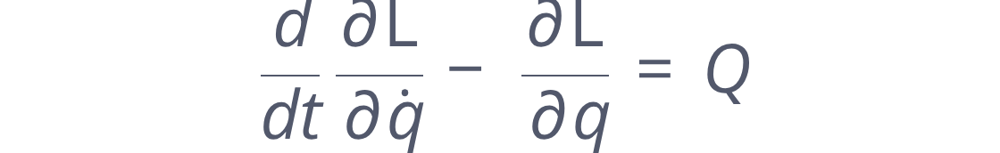 d/dt ∂L/∂q̇ − ∂L/∂q = Q